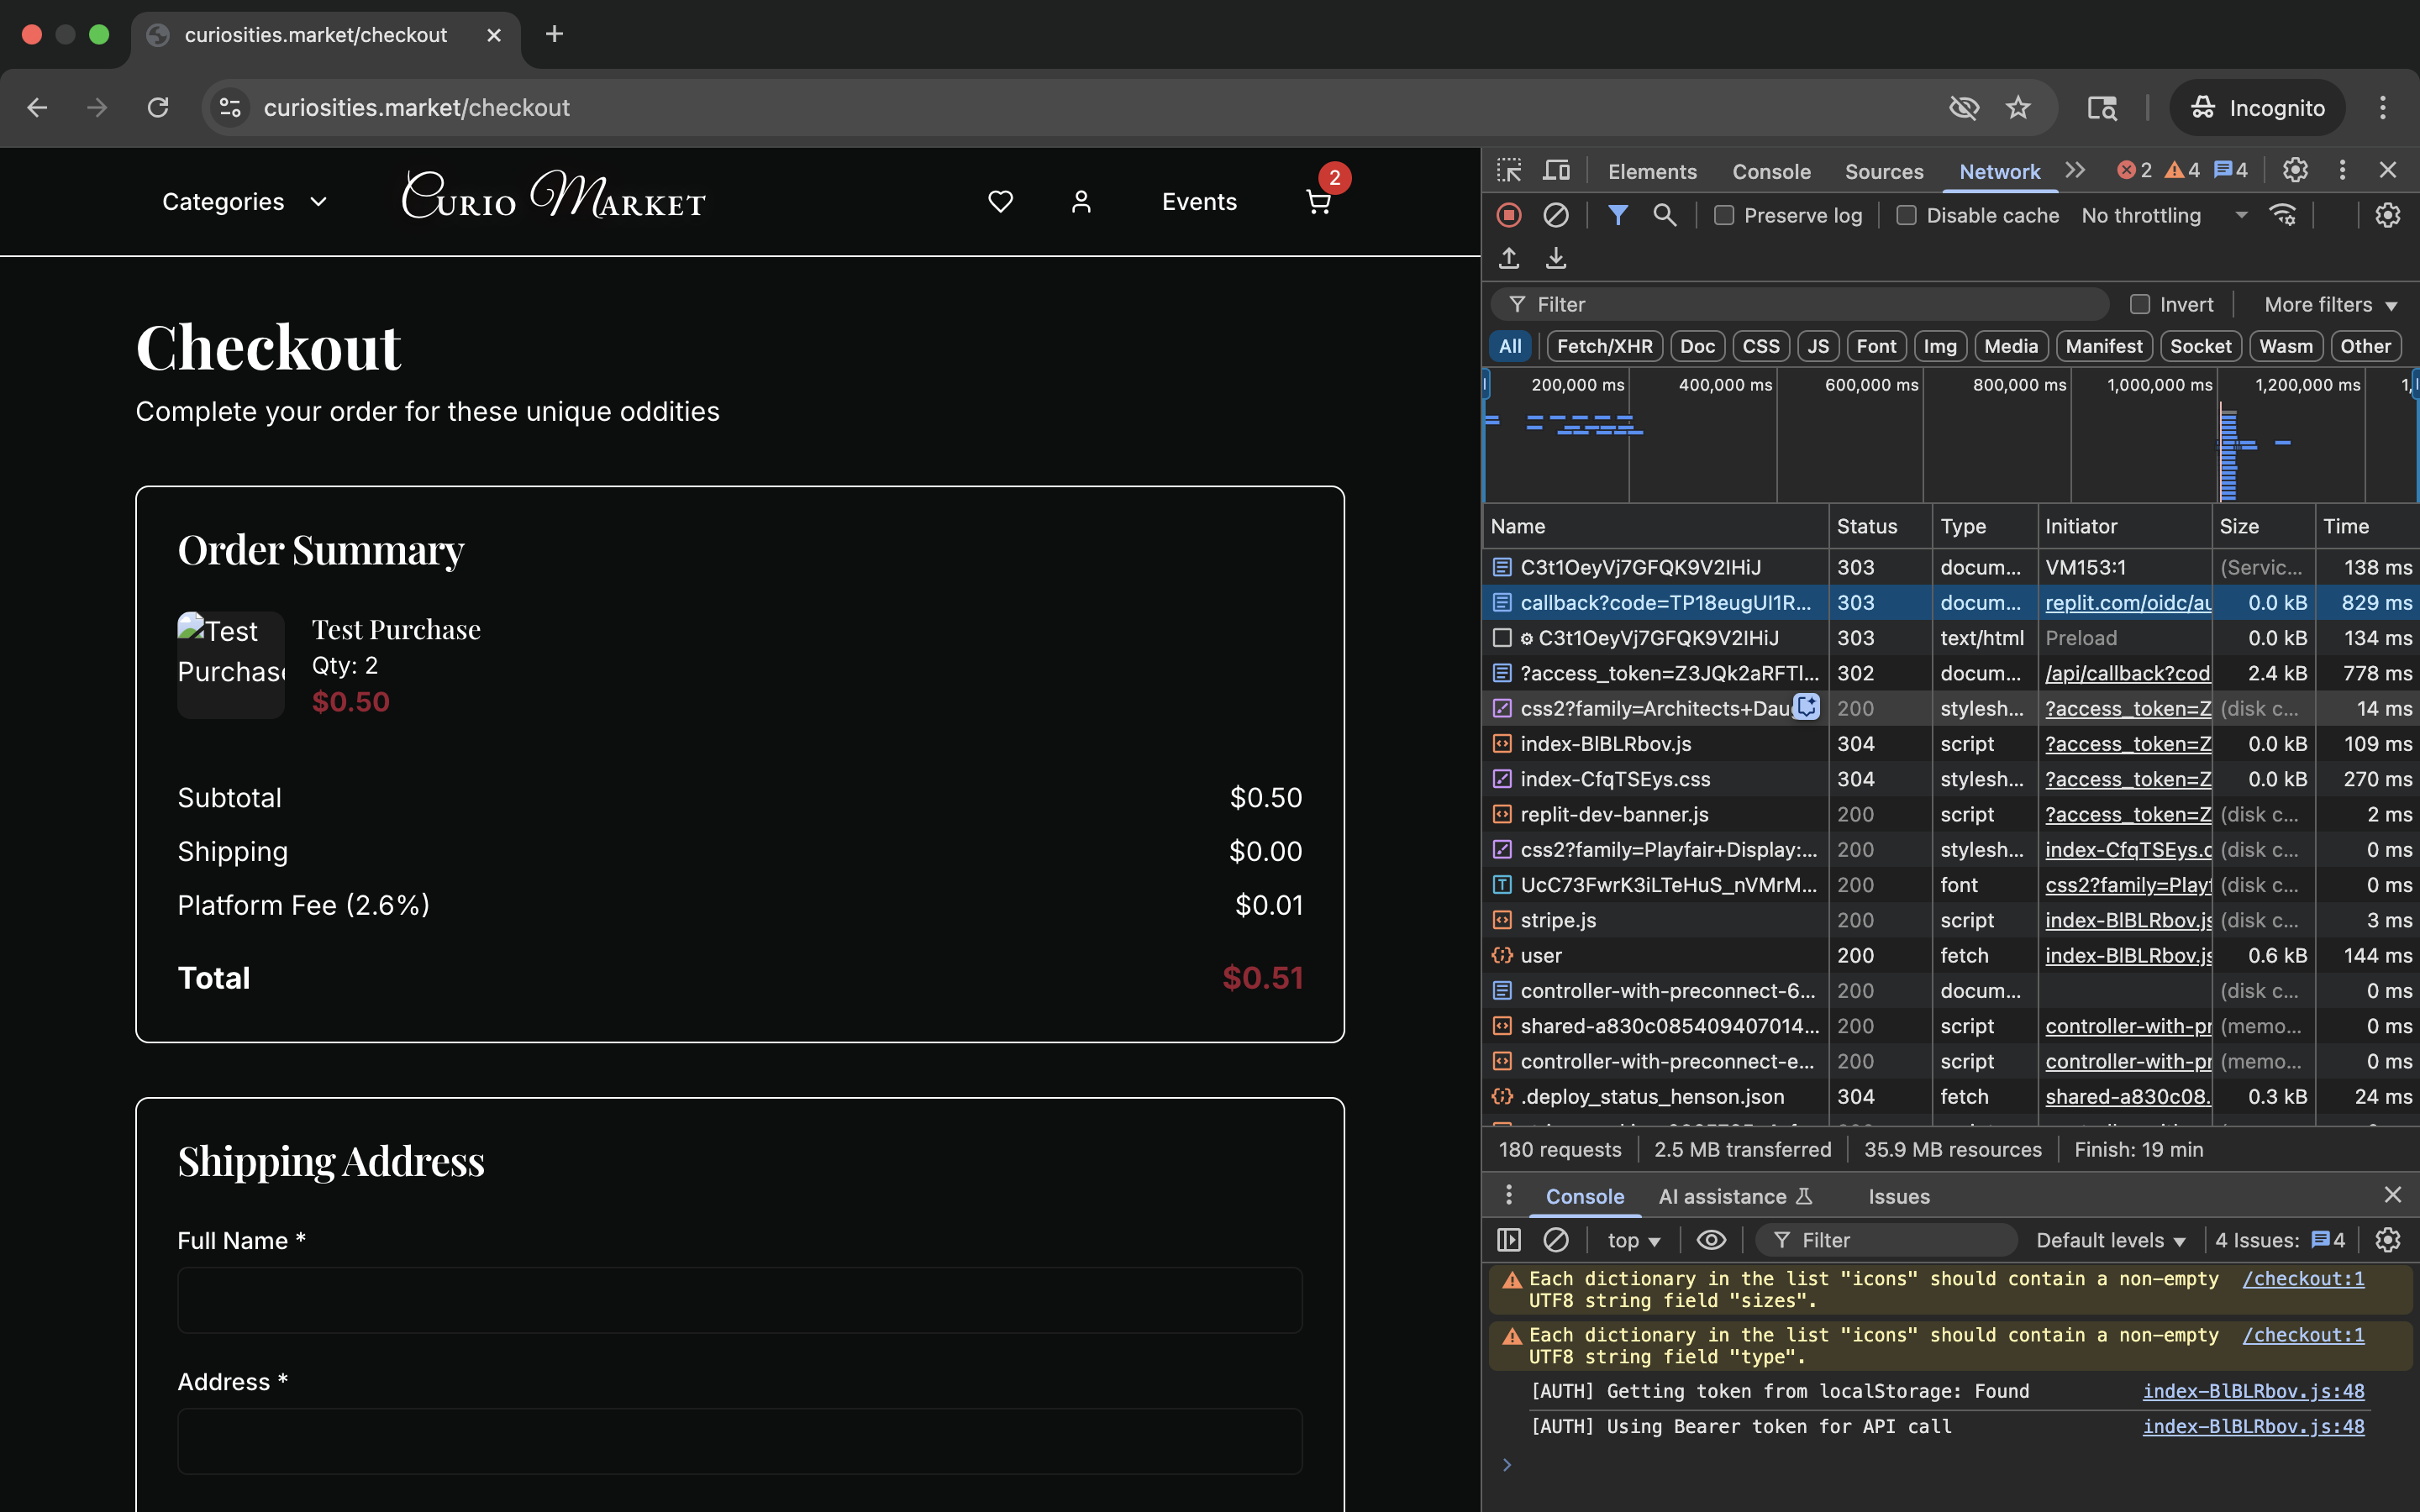 curiosities.market/checkout
curiosities.market/checkout
Incognito
Categories
Curio Market
Events
2
Checkout
Complete your order for these unique oddities
Order Summary
Test
Purchase
Test Purchase
Qty: 2
$0.50
Subtotal
$0.50
Shipping
$0.00
Platform Fee (2.6%)
$0.01
Total
$0.51
Shipping Address
Full Name *
Address *
Elements
Console
Sources
Network
2
4
4
Preserve log
Disable cache
No throttling
Filter
Invert
More filters
All
Fetch/XHR
Doc
CSS
JS
Font
Img
Media
Manifest
Socket
Wasm
Other
200,000 ms
400,000 ms
600,000 ms
800,000 ms
1,000,000 ms
1,200,000 ms
Name Status Type Initiator Size Time
C3t1OeyVj7GFQK9V2IHiJ 303 docum... VM153:1 (Servic... 138 ms
callback?code=TP18eugUI1R... 303 docum... replit.com/oidc/au 0.0 kB 829 ms
C3t1OeyVj7GFQK9V2IHiJ 303 text/html Preload 0.0 kB 134 ms
?access_token=Z3JQk2aRFTI... 302 docum... /api/callback?cod 2.4 kB 778 ms
css2?family=Architects+Dau 200 stylesh... ?access_token=Z (disk c... 14 ms
index-BlBLRbov.js 304 script ?access_token=Z 0.0 kB 109 ms
index-CfqTSEys.css 304 stylesh... ?access_token=Z 0.0 kB 270 ms
replit-dev-banner.js 200 script ?access_token=Z (disk c... 2 ms
css2?family=Playfair+Display:... 200 stylesh... index-CfqTSEys.c (disk c... 0 ms
UcC73FwrK3iLTeHuS_nVMrM... 200 font css2?family=Playf (disk c... 0 ms
stripe.js 200 script index-BlBLRbov.js (disk c... 3 ms
user 200 fetch index-BlBLRbov.js 0.6 kB 144 ms
controller-with-preconnect-6... 200 docum... (disk c... 0 ms
shared-a830c085409407014... 200 script controller-with-pr (memo... 0 ms
controller-with-preconnect-e... 200 script controller-with-pr (memo... 0 ms
.deploy_status_henson.json 304 fetch shared-a830c08. 0.3 kB 24 ms
180 requests
2.5 MB transferred
35.9 MB resources
Finish: 19 min
Console
AI assistance
Issues
top
Filter
Default levels
4 Issues:
4
Each dictionary in the list "icons" should contain a non-empty /checkout:1
UTF8 string field "sizes".
Each dictionary in the list "icons" should contain a non-empty /checkout:1
UTF8 string field "type".
[AUTH] Getting token from localStorage: Found index-BlBLRbov.js:48
[AUTH] Using Bearer token for API call index-BlBLRbov.js:48